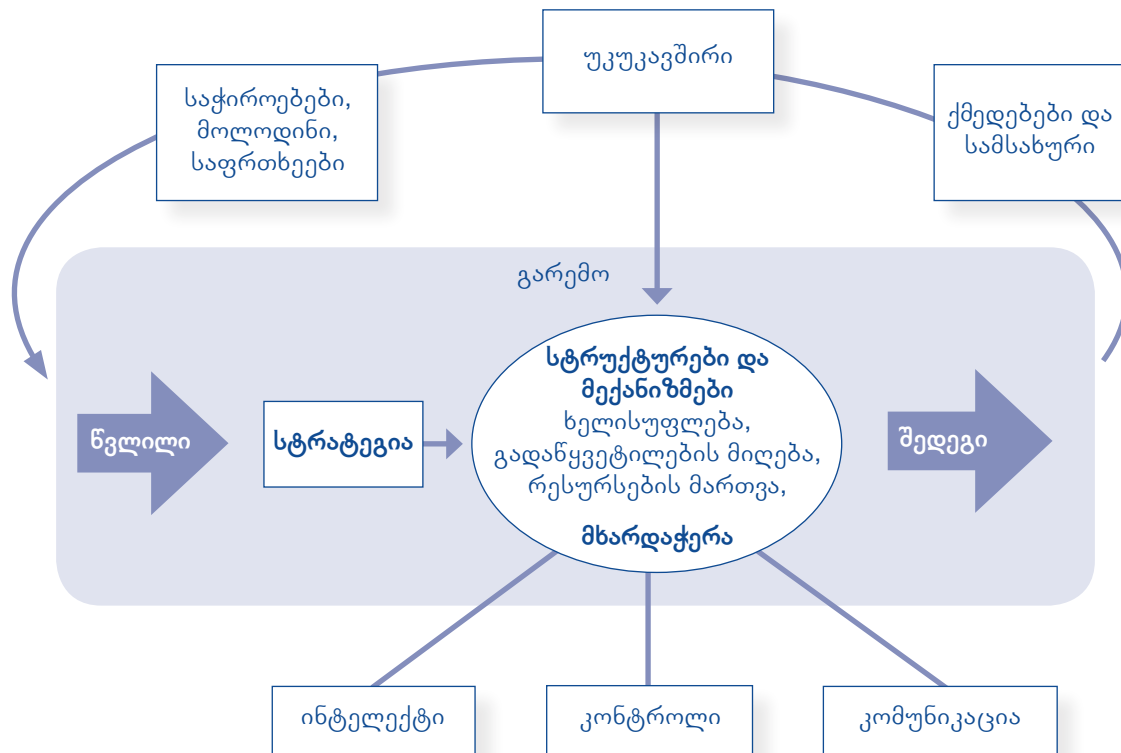 უკუკავშირი
საჭიროებები,
მოლოდინი,
საფრთხეები
ქმედებები და
სამსახური
გარემო
წვლილი
სტრატეგია
სტრუქტურები და
მექანიზმები
ხელისუფლება,
გადაწყვეტილების მიღება,
რესურსების მართვა,
მხარდაჭერა
შედეგი
ინტელექტი
კონტროლი
კომუნიკაცია